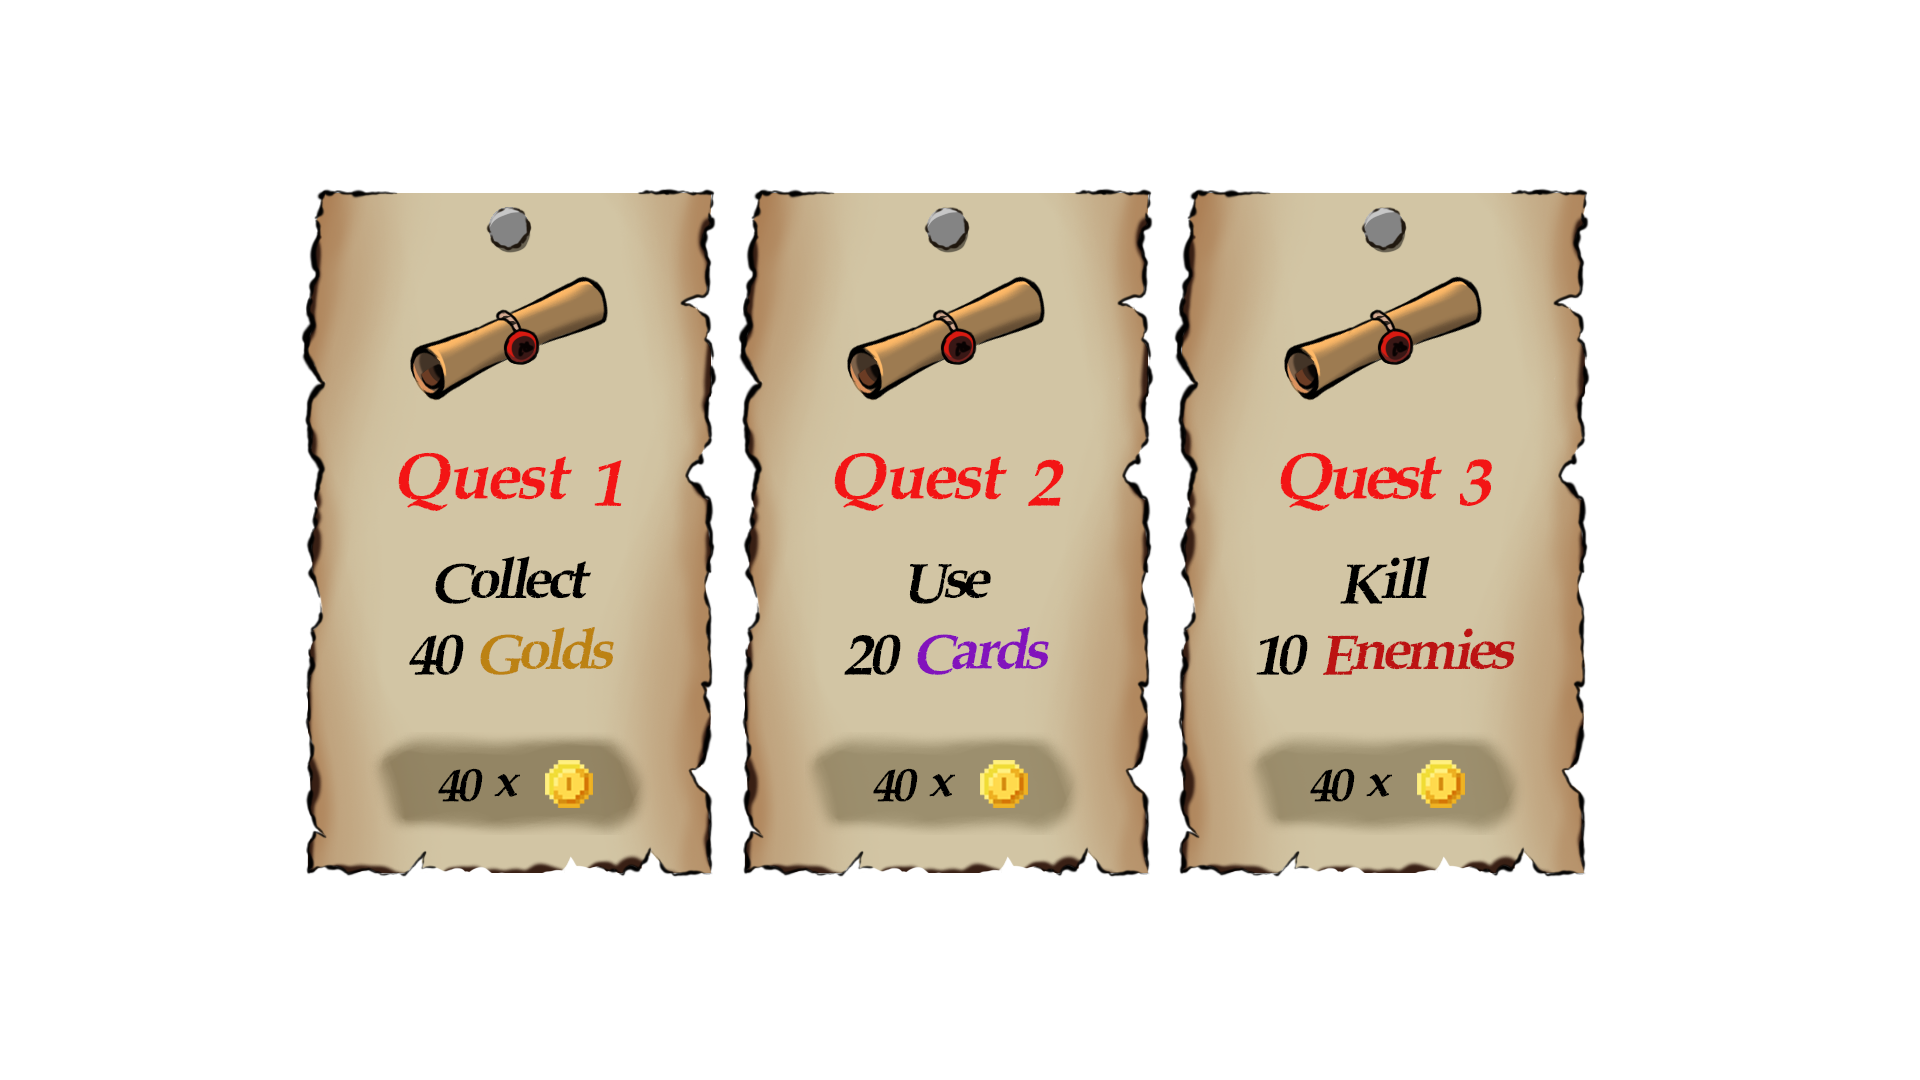 Quest 1
Collect
40 Golds
40 x
Quest 2
Use
20 Cards
40 x
Quest 3
Kill
10 Enemies
40 x